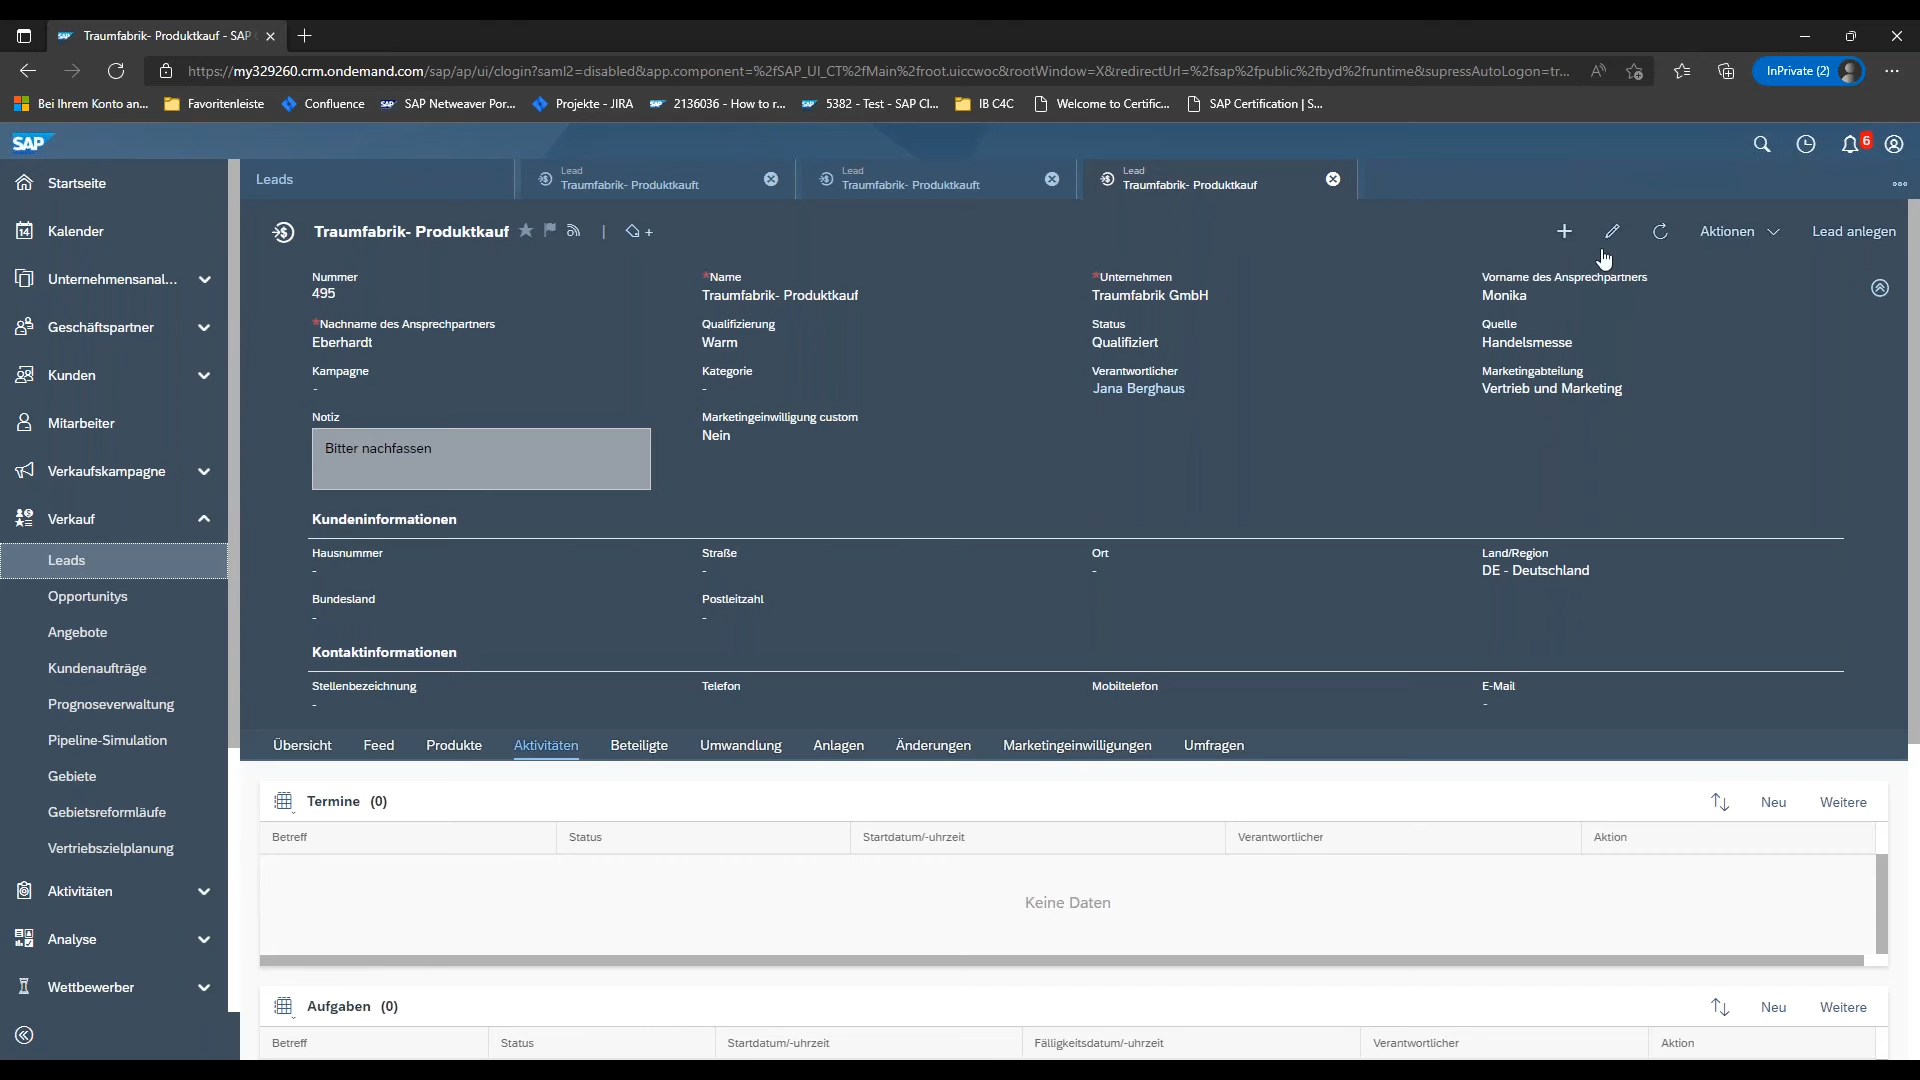 Traumfabrik- Produktkauf - SAP
https://my329260.crm.ondemand.com/sap/ap/ui/clogin?saml2=disabled&app.component=%2fSAP_UI_CT%2fMain%2froot.uiccwoc&rootWindow=X&redirectUrl=%2fsap%2fpublic%2fbyd%2fruntime&supressAutoLogon=tr...
InPrivate (2)
Bei Ihrem Konto an... Favoritenleiste Confluence SAP Netweaver Por... Projekte - JIRA 2136036 - How to r... 5382 - Test - SAP Cl... IB C4C Welcome to Certific... SAP Certification | S...
SAP
6
Startseite
Kalender
Unternehmensanal...
Geschäftspartner
Kunden
Mitarbeiter
Verkaufskampagne
Verkauf
Leads
Opportunitys
Angebote
Kundenaufträge
Prognoseverwaltung
Pipeline-Simulation
Gebiete
Gebietsreformläufe
Vertriebszielplanung
Aktivitäten
Analyse
Wettbewerber
Leads
Lead
Traumfabrik- Produktkauft
Lead
Traumfabrik- Produktkauft
Lead
Traumfabrik- Produktkauf
Traumfabrik- Produktkauf
Aktionen
Lead anlegen
Nummer
495
*Name
Traumfabrik- Produktkauf
*Unternehmen
Traumfabrik GmbH
Vorname des Ansprechpartners
Monika
*Nachname des Ansprechpartners
Eberhardt
Qualifizierung
Warm
Status
Qualifiziert
Quelle
Handelsmesse
Kampagne
-
Kategorie
-
Verantwortlicher
Jana Berghaus
Marketingabteilung
Vertrieb und Marketing
Notiz
Bitter nachfassen
Marketingeinwilligung custom
Nein
Kundeninformationen
Hausnummer
-
Straße
-
Ort
-
Land/Region
DE - Deutschland
Bundesland
-
Postleitzahl
-
Kontaktinformationen
Stellenbezeichnung
-
Telefon
Mobiltelefon
E-Mail
-
Übersicht Feed Produkte Aktivitäten Beteiligte Umwandlung Anlagen Änderungen Marketingeinwilligungen Umfragen
Termine (0)
Neu Weitere
Betreff Status Startdatum/-uhrzeit Verantwortlicher Aktion
Keine Daten
Aufgaben (0)
Neu Weitere
Betreff Status Startdatum/-uhrzeit Fälligkeitsdatum/-uhrzeit Verantwortlicher Aktion